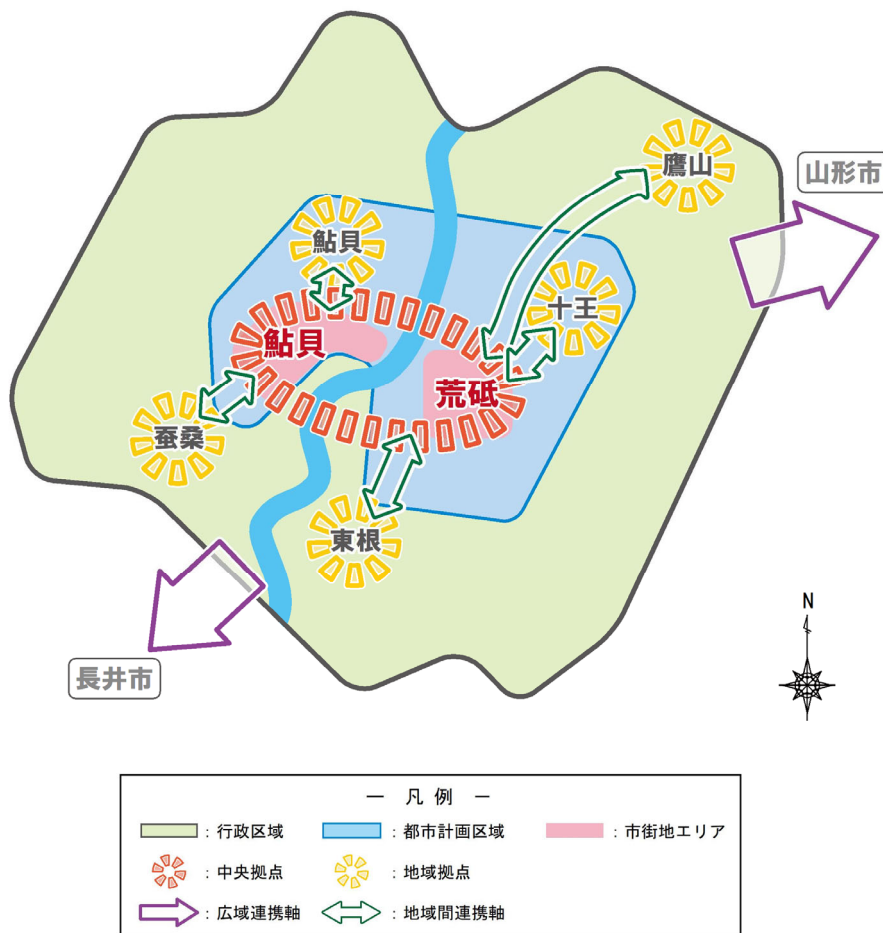 鷹山
山形市
鮎貝
十王
鮎貝
荒砥
蚕桑
東根
長井市
N
― 凡例 ―
：行政区域
：都市計画区域
：市街地エリア
：中央拠点
：地域拠点
：広域連携軸
：地域間連携軸